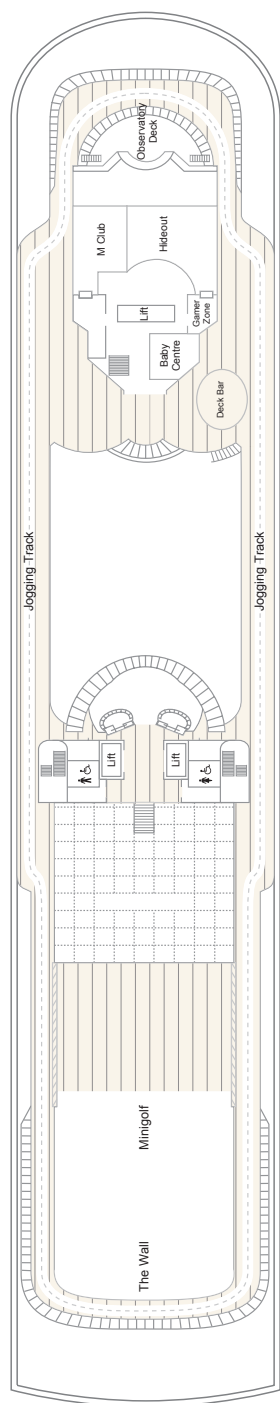 Observatory
Deck
M Club
Hideout
Lift
Gamer
Zone
Baby
Centre
Deck Bar
Jogging Track
Jogging Track
Lift
Lift
Minigolf
The Wall